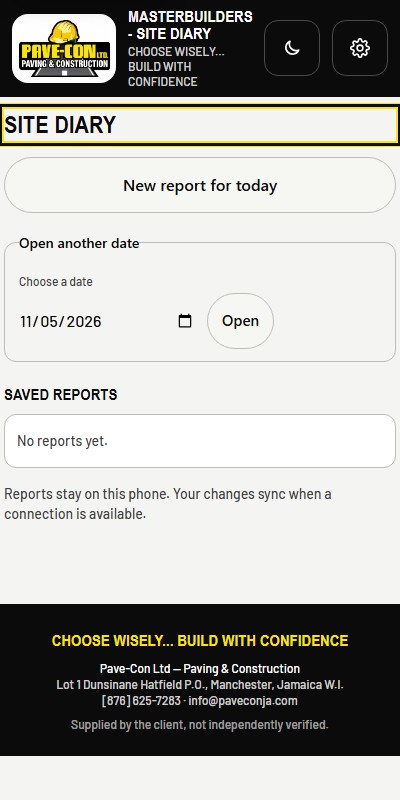 PAVE-CON LTD.
PAVING & CONSTRUCTION
MASTERBUILDERS
- SITE DIARY
CHOOSE WISELY...
BUILD WITH
CONFIDENCE
SITE DIARY
New report for today
Open another date
Choose a date
11/05/2026
Open
SAVED REPORTS
No reports yet.
Reports stay on this phone. Your changes sync when a
connection is available.
CHOOSE WISELY... BUILD WITH CONFIDENCE
Pave-Con Ltd — Paving & Construction
Lot 1 Dunsinane Hatfield P.O., Manchester, Jamaica W.I.
[876] 625-7283 · info@paveconja.com
Supplied by the client, not independently verified.